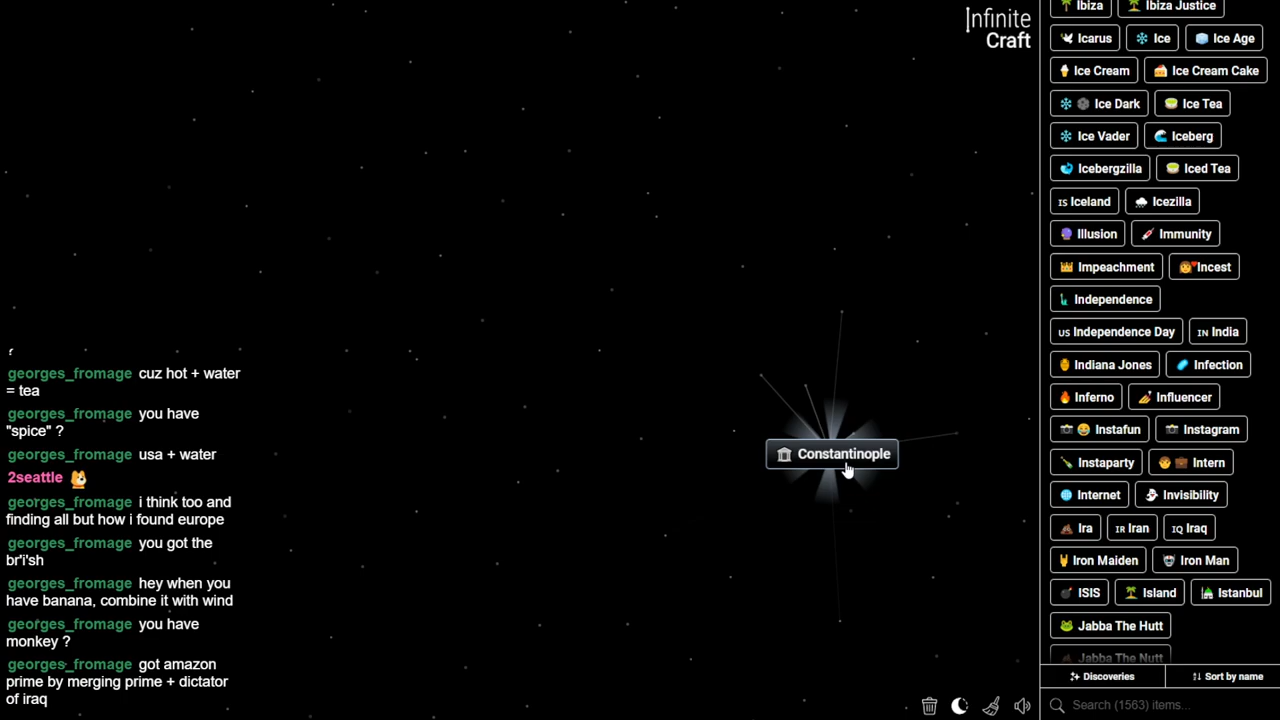 Infinite
Craft
?
georges_fromage cuz hot + water
= tea
georges_fromage you have
"spice" ?
georges_fromage usa + water
2seattle
georges_fromage i think too and
finding all but how i found europe
georges_fromage you got the
br'i'sh
georges_fromage hey when you
have banana, combine it with wind
georges_fromage you have
monkey ?
georges_fromage got amazon
prime by merging prime + dictator
of iraq
Constantinople
Ibiza Ibiza Justice
Icarus Ice Ice Age
Ice Cream Ice Cream Cake
Ice Dark Ice Tea
Ice Vader Iceberg
Icebergzilla Iced Tea
IS Iceland Icezilla
Illusion Immunity
Impeachment Incest
Independence
US Independence Day IN India
Indiana Jones Infection
Inferno Influencer
Instafun Instagram
Instaparty Intern
Internet Invisibility
Ira IR Iran IQ Iraq
Iron Maiden Iron Man
ISIS Island Istanbul
Jabba The Hutt
Jabba The Nutt
Discoveries Sort by name
Search (1563) items...